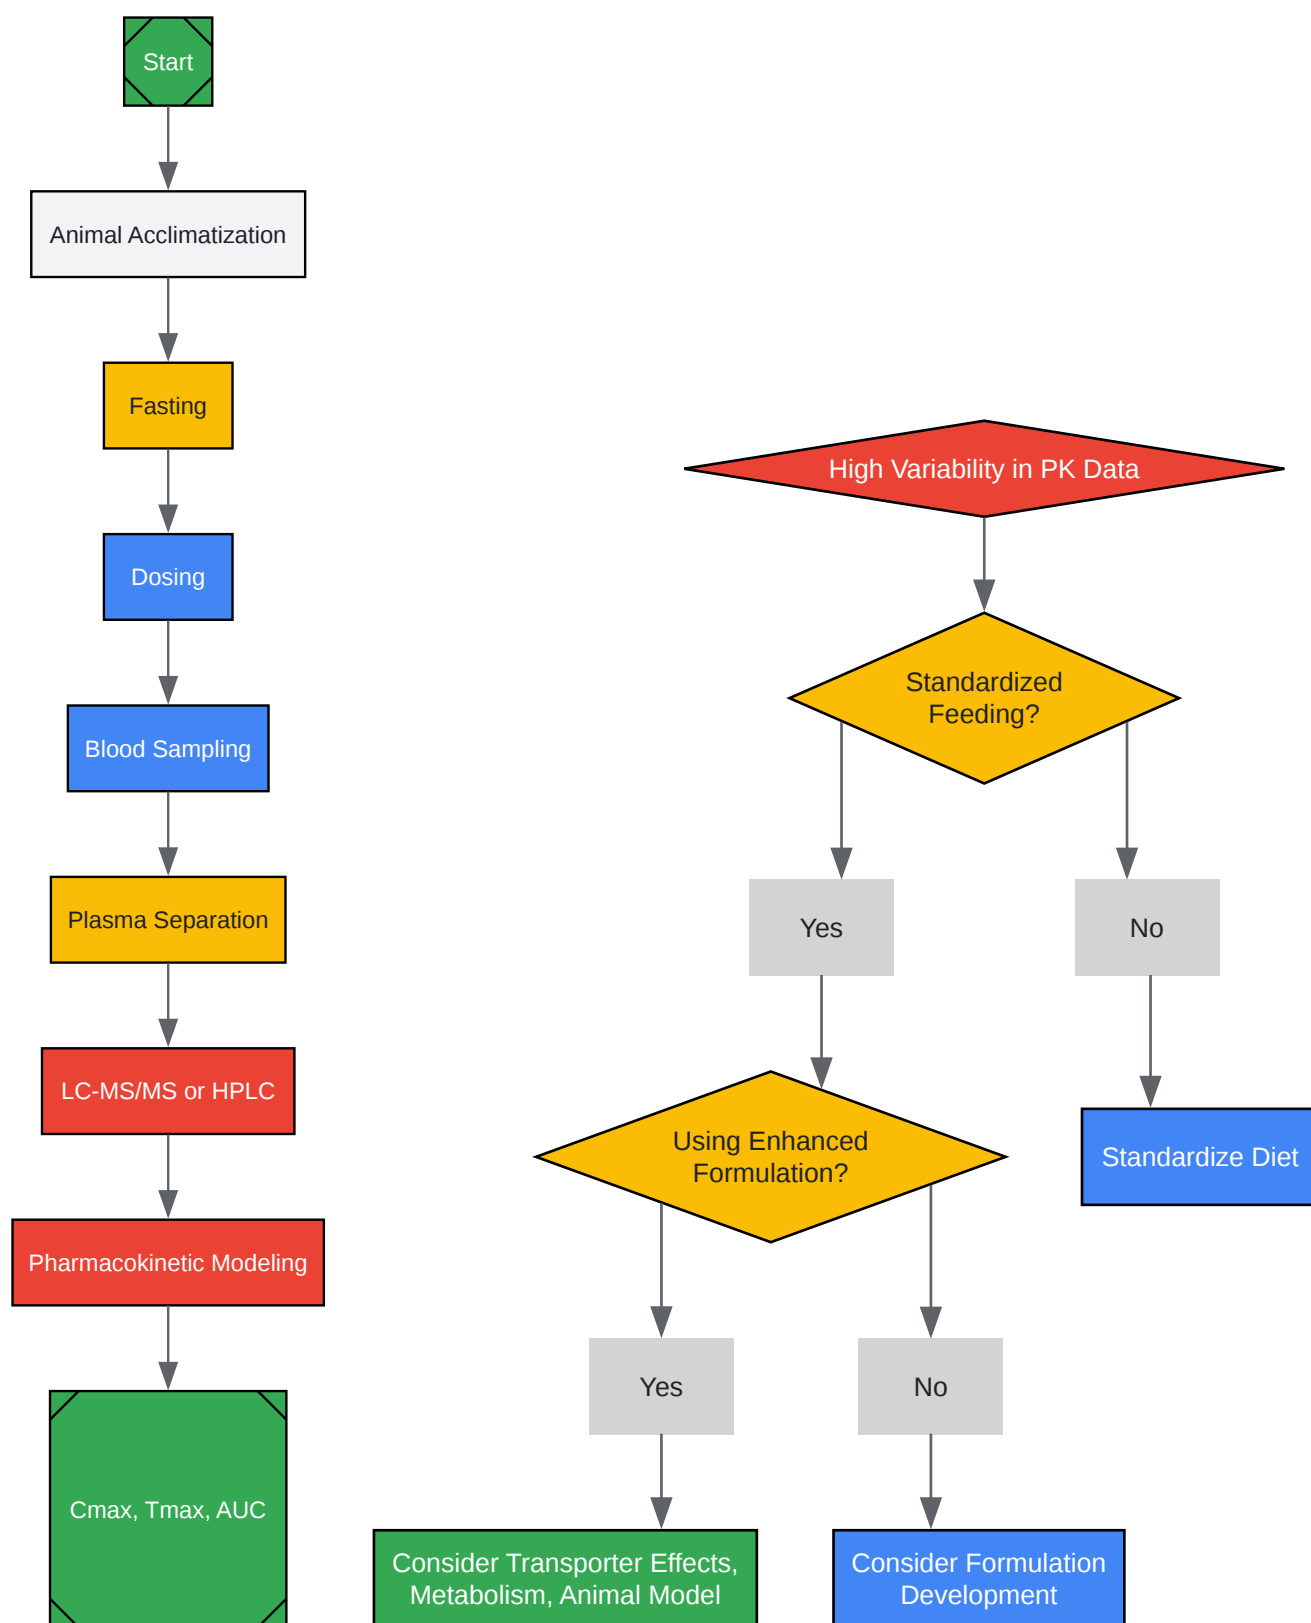 Start
Animal Acclimatization
Fasting
Dosing
Blood Sampling
Plasma Separation
LC-MS/MS or HPLC
Pharmacokinetic Modeling
Cmax, Tmax, AUC
High Variability in PK Data
Standardized
Feeding?
Yes
No
Using Enhanced
Formulation?
Standardize Diet
Yes
No
Consider Transporter Effects,
Metabolism, Animal Model
Consider Formulation
Development